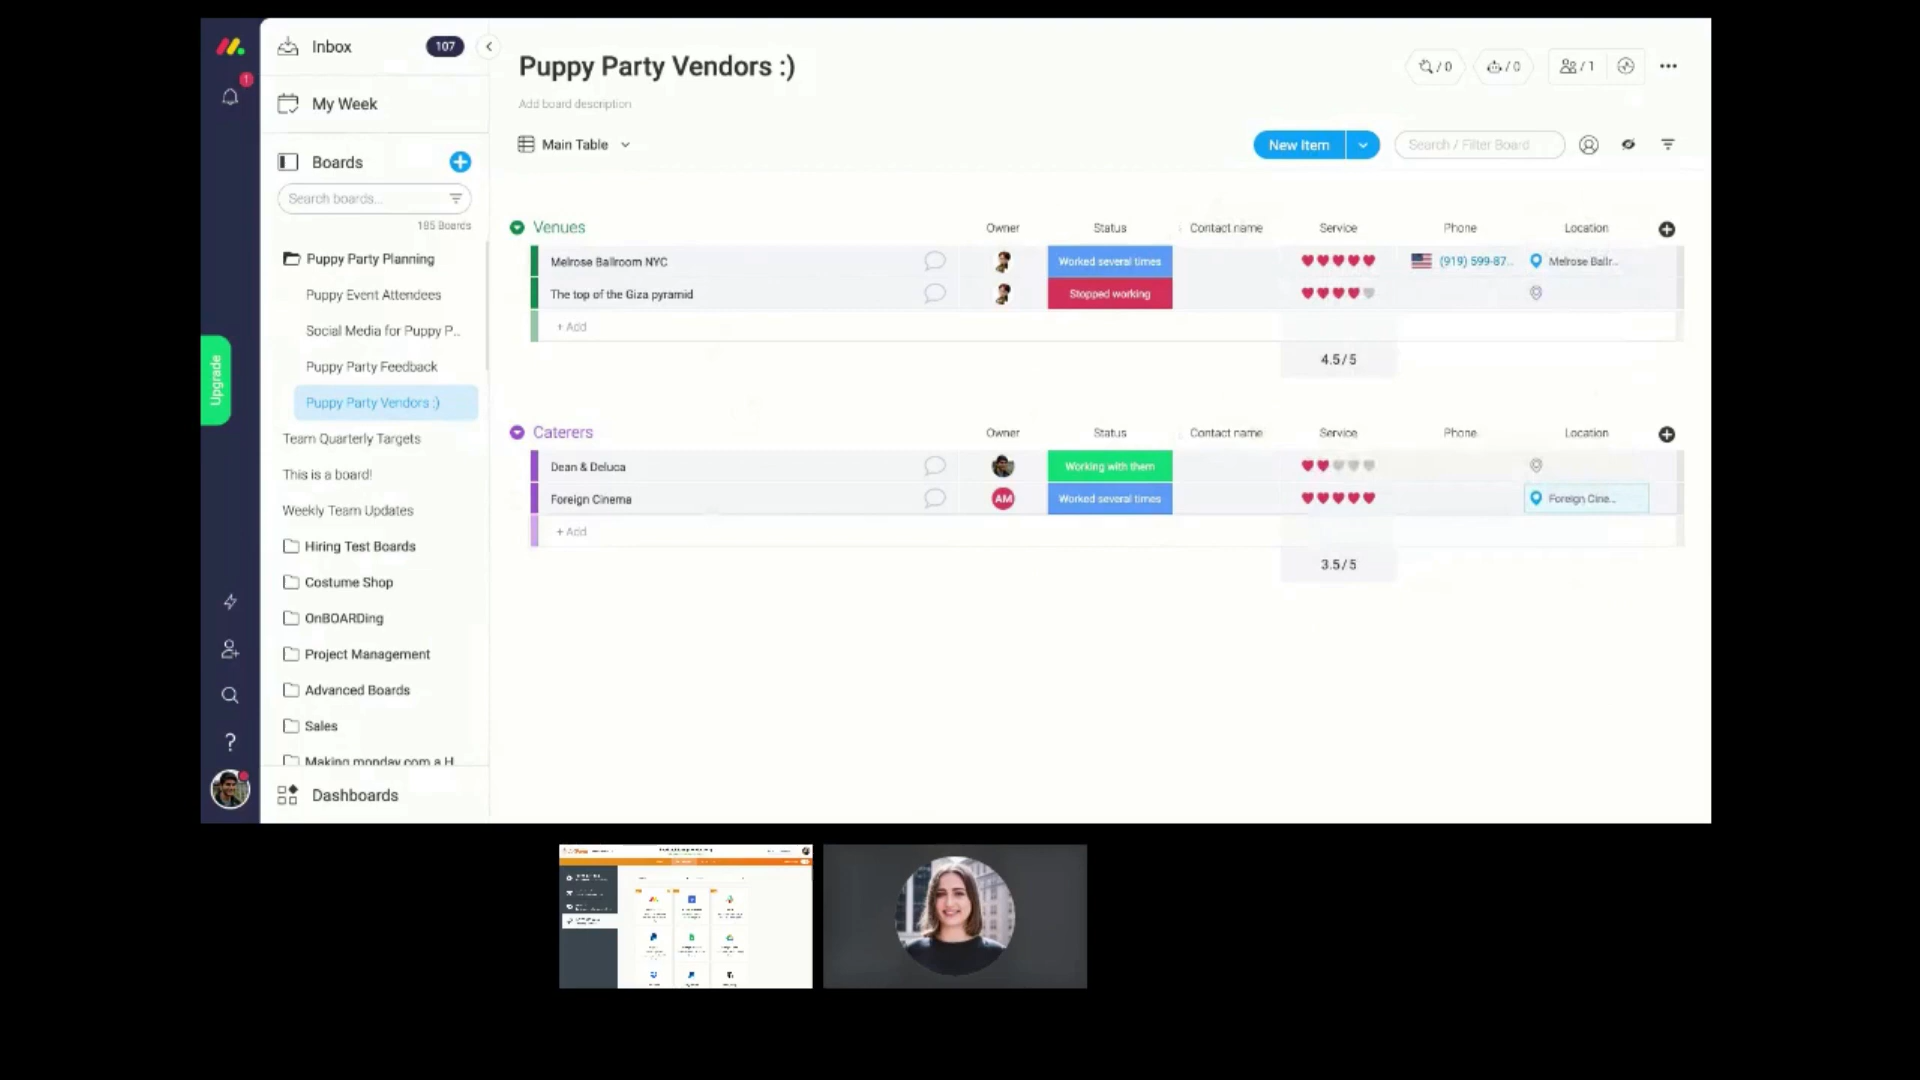 Inbox
107
1
My Week
Boards
Search boards...
185 Boards
Puppy Party Planning
Puppy Event Attendees
Social Media for Puppy P...
Puppy Party Feedback
Puppy Party Vendors :)
Team Quarterly Targets
This is a board!
Weekly Team Updates
Hiring Test Boards
Costume Shop
OnBOARDing
Project Management
Advanced Boards
Sales
Making monday.com a H
Dashboards
Upgrade
?
Puppy Party Vendors :)
/ 0
/ 0
/ 1
Add board description
Main Table
New Item
Search / Filter Board
Venues Owner Status Contact name Service Phone Location
Melrose Ballroom NYC Worked several times (919) 599-87... Melrose Ballr...
The top of the Giza pyramid Stopped working
+ Add
4.5 / 5
Caterers Owner Status Contact name Service Phone Location
Dean & Deluca Working with them
Foreign Cinema AM Worked several times Foreign Cine...
+ Add
3.5 / 5